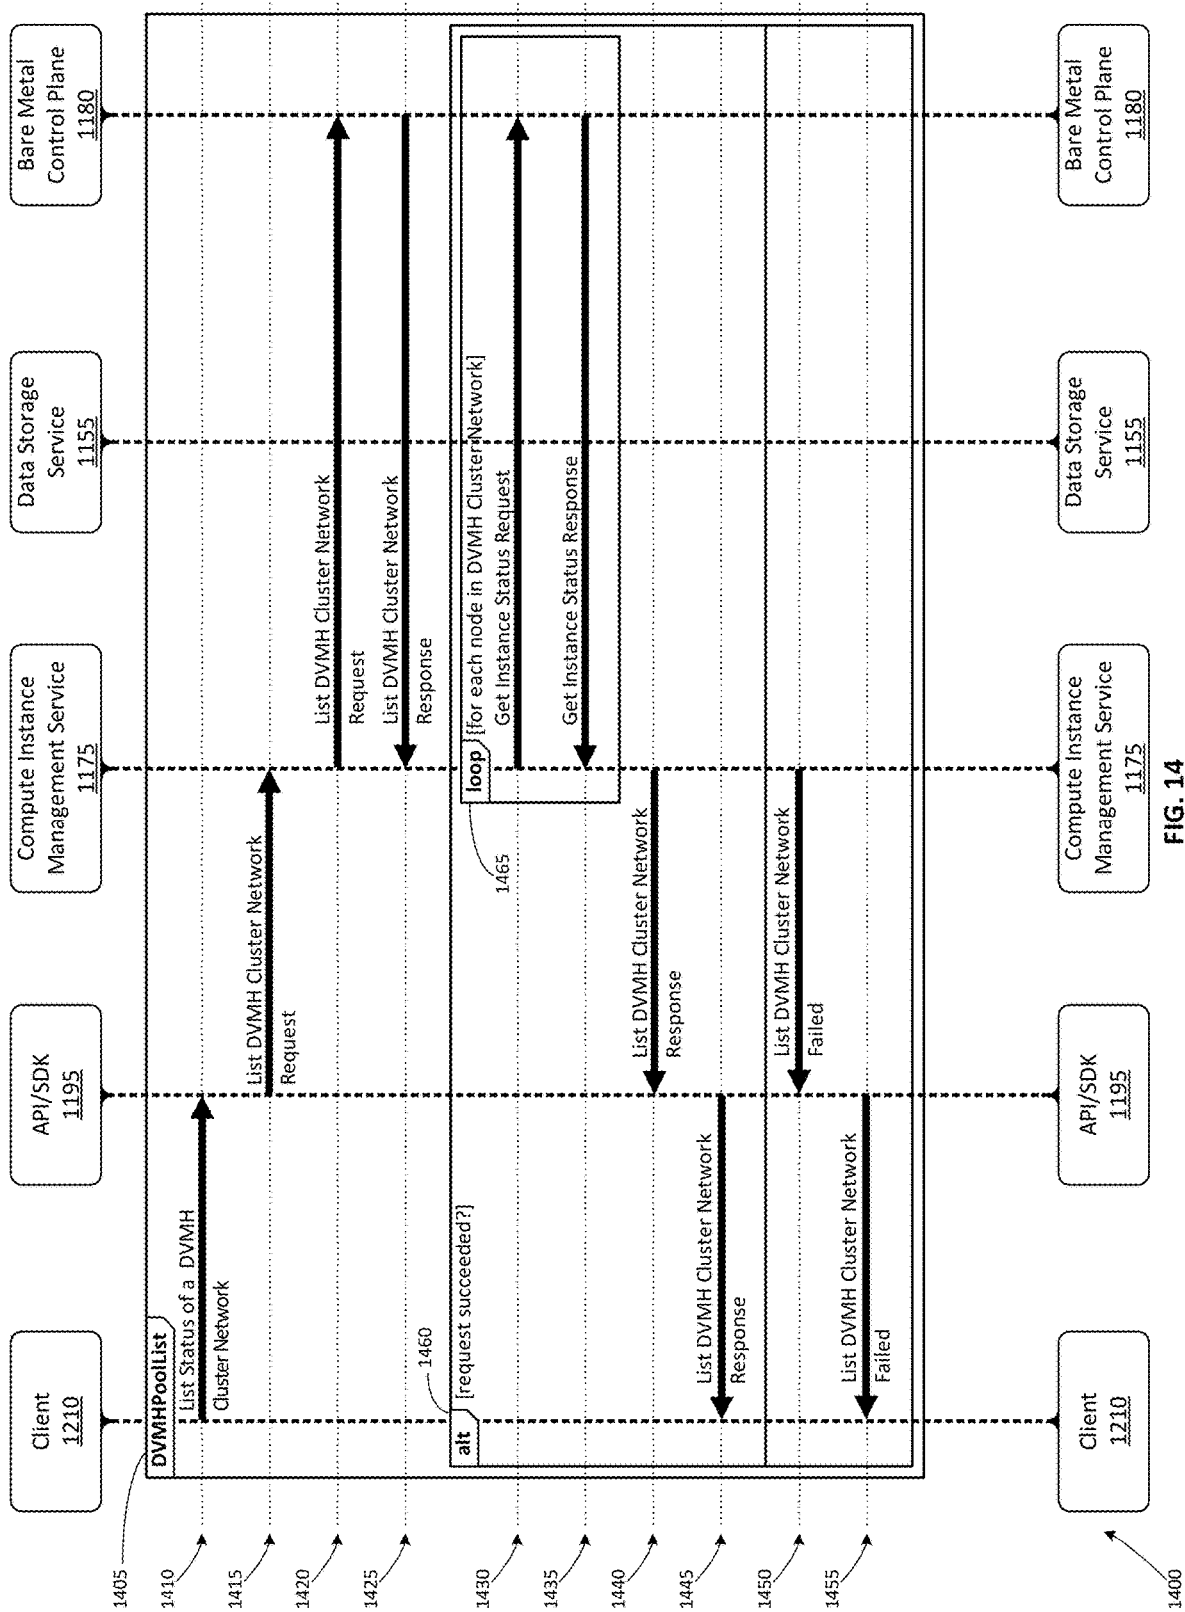 Client
1210
API/SDK
1195
Compute Instance
Management Service
1175
Data Storage
Service
1155
Bare Metal
Control Plane
1180
1405
DVMHPoolList
1410
List Status of a DVMH
Cluster Network
1415
List DVMH Cluster Network
Request
1420
List DVMH Cluster Network
Request
1425
List DVMH Cluster Network
Response
1460
alt
[request succeeded?]
1465
loop
[for each node in DVMH Cluster Network]
1430
Get Instance Status Request
1435
Get Instance Status Response
1440
List DVMH Cluster Network
Response
1445
List DVMH Cluster Network
Response
1450
List DVMH Cluster Network
Failed
1455
List DVMH Cluster Network
Failed
Client
1210
API/SDK
1195
Compute Instance
Management Service
1175
Data Storage
Service
1155
Bare Metal
Control Plane
1180
1400
FIG. 14